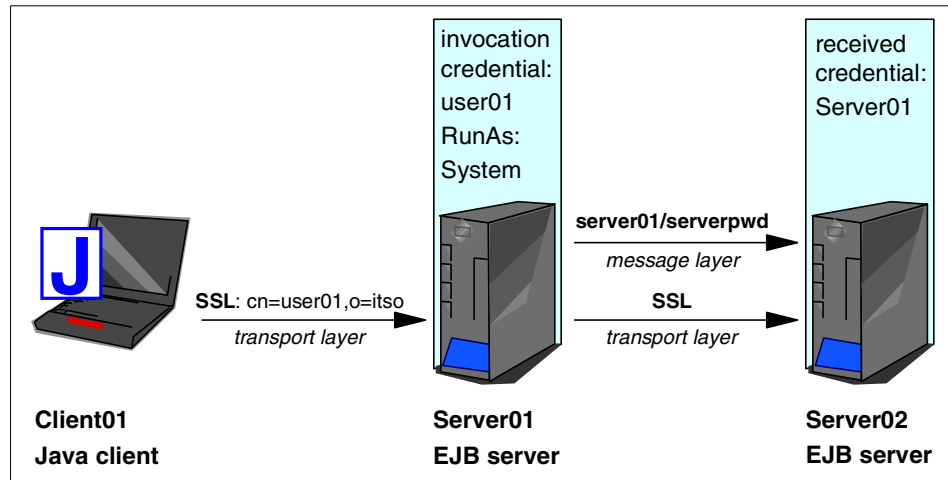 invocation
credential:
user01
RunAs:
System
received
credential:
Server01
J
SSL: cn=user01,o=itso
transport layer
server01/serverpwd
message layer
SSL
transport layer
Client01
Java client
Server01
EJB server
Server02
EJB server